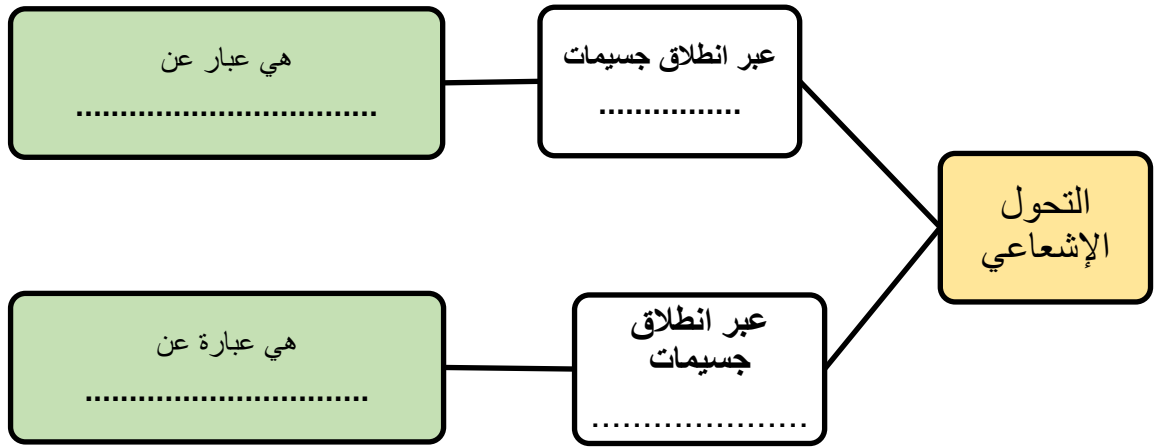 التحول
الإشعاعي
عبر انطلاق جسيمات
................
هي عبار عن
.................................
عبر انطلاق
جسيمات
.....................
هي عبارة عن
...............................